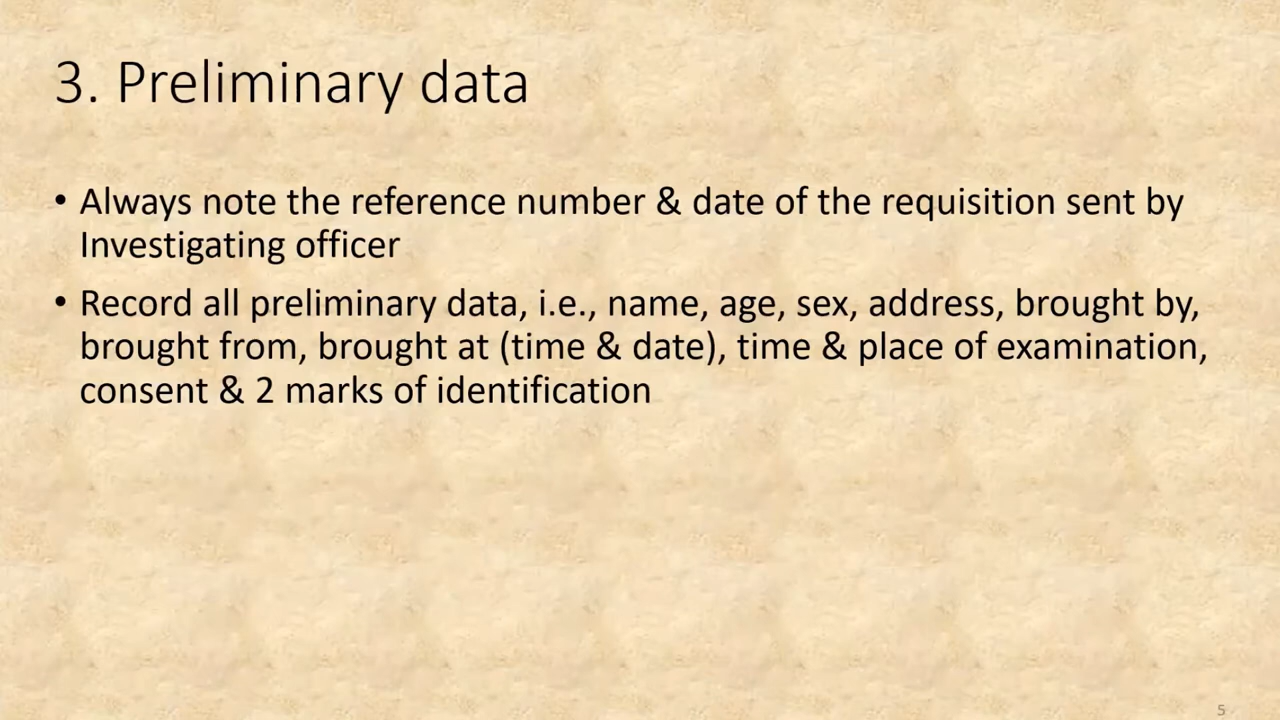 3. Preliminary data
• Always note the reference number & date of the requisition sent by
Investigating officer
• Record all preliminary data, i.e., name, age, sex, address, brought by,
brought from, brought at (time & date), time & place of examination,
consent & 2 marks of identification
5